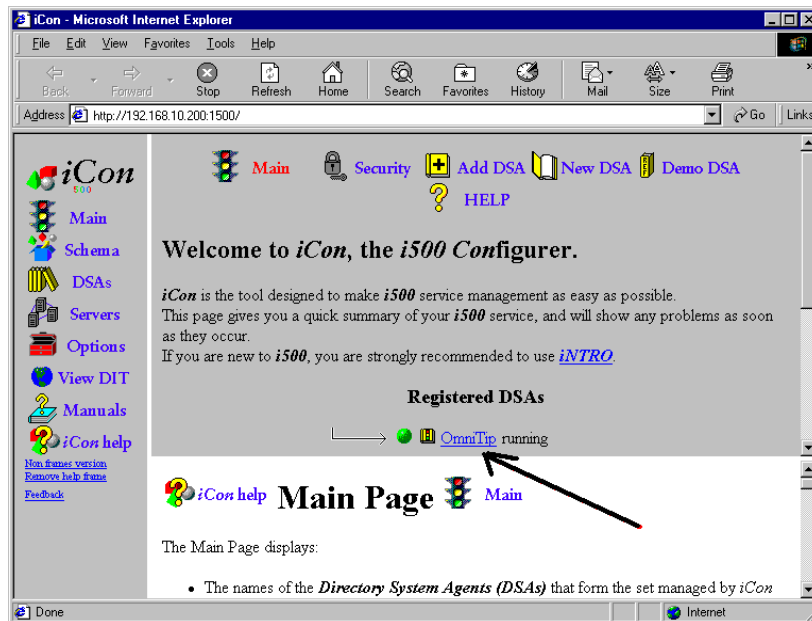 iCon - Microsoft Internet Explorer
File Edit View Favorites Tools Help
Back Forward Stop Refresh Home Search Favorites History Mail Size Print »
Address http://192.168.10.200:1500/ Go Links
iCon
500
Main
Schema
DSAs
Servers
Options
View DIT
Manuals
iCon help
Non frames version
Remove help frame
Feedback
Main Security Add DSA New DSA Demo DSA
HELP
Welcome to iCon, the i500 Configurer.
iCon is the tool designed to make i500 service management as easy as possible.
This page gives you a quick summary of your i500 service, and will show any problems as soon
as they occur.
If you are new to i500, you are strongly recommended to use iNTRO.
Registered DSAs
OmniTip running
iCon help Main Page Main
The Main Page displays:
• The names of the Directory System Agents (DSAs) that form the set managed by iCon
Done Internet